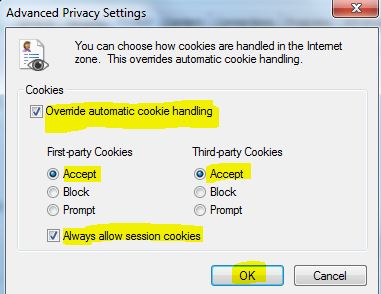 Advanced Privacy Settings
You can choose how cookies are handled in the Internet
zone. This overrides automatic cookie handling.
Cookies
Override automatic cookie handling
First-party Cookies Third-party Cookies
Accept Accept
Block Block
Prompt Prompt
Always allow session cookies
OK Cancel